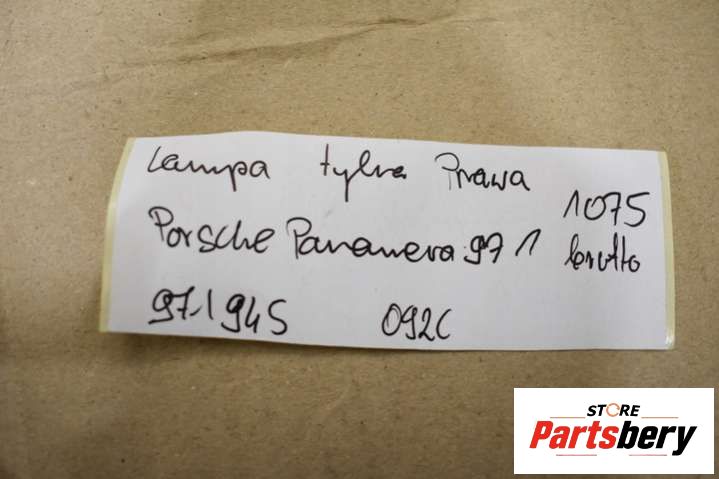 Lampa tylna Prawa
1075
Porsche Panamera 971 brutto
971945 092C
STORE
Partsbery